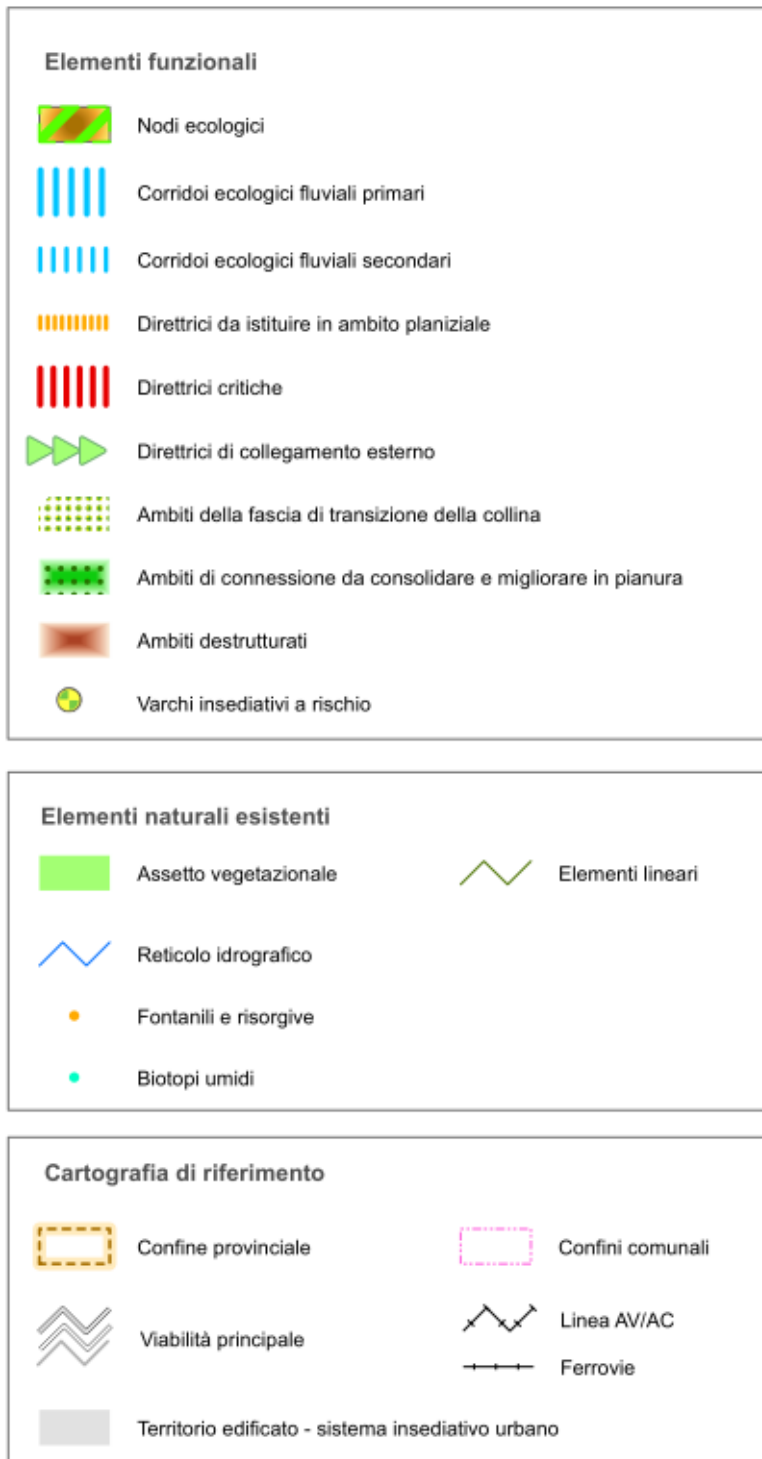 Elementi funzionali
Nodi ecologici
Corridoi ecologici fluviali primari
Corridoi ecologici fluviali secondari
Direttrici da istituire in ambito planiziale
Direttrici critiche
Direttrici di collegamento esterno
Ambiti della fascia di transizione della collina
Ambiti di connessione da consolidare e migliorare in pianura
Ambiti destrutturati
Varchi insediativi a rischio
Elementi naturali esistenti
Assetto vegetazionale
Elementi lineari
Reticolo idrografico
Fontanili e risorgive
Biotopi umidi
Cartografia di riferimento
Confine provinciale
Confini comunali
Viabilità principale
Linea AV/AC
Ferrovie
Territorio edificato - sistema insediativo urbano